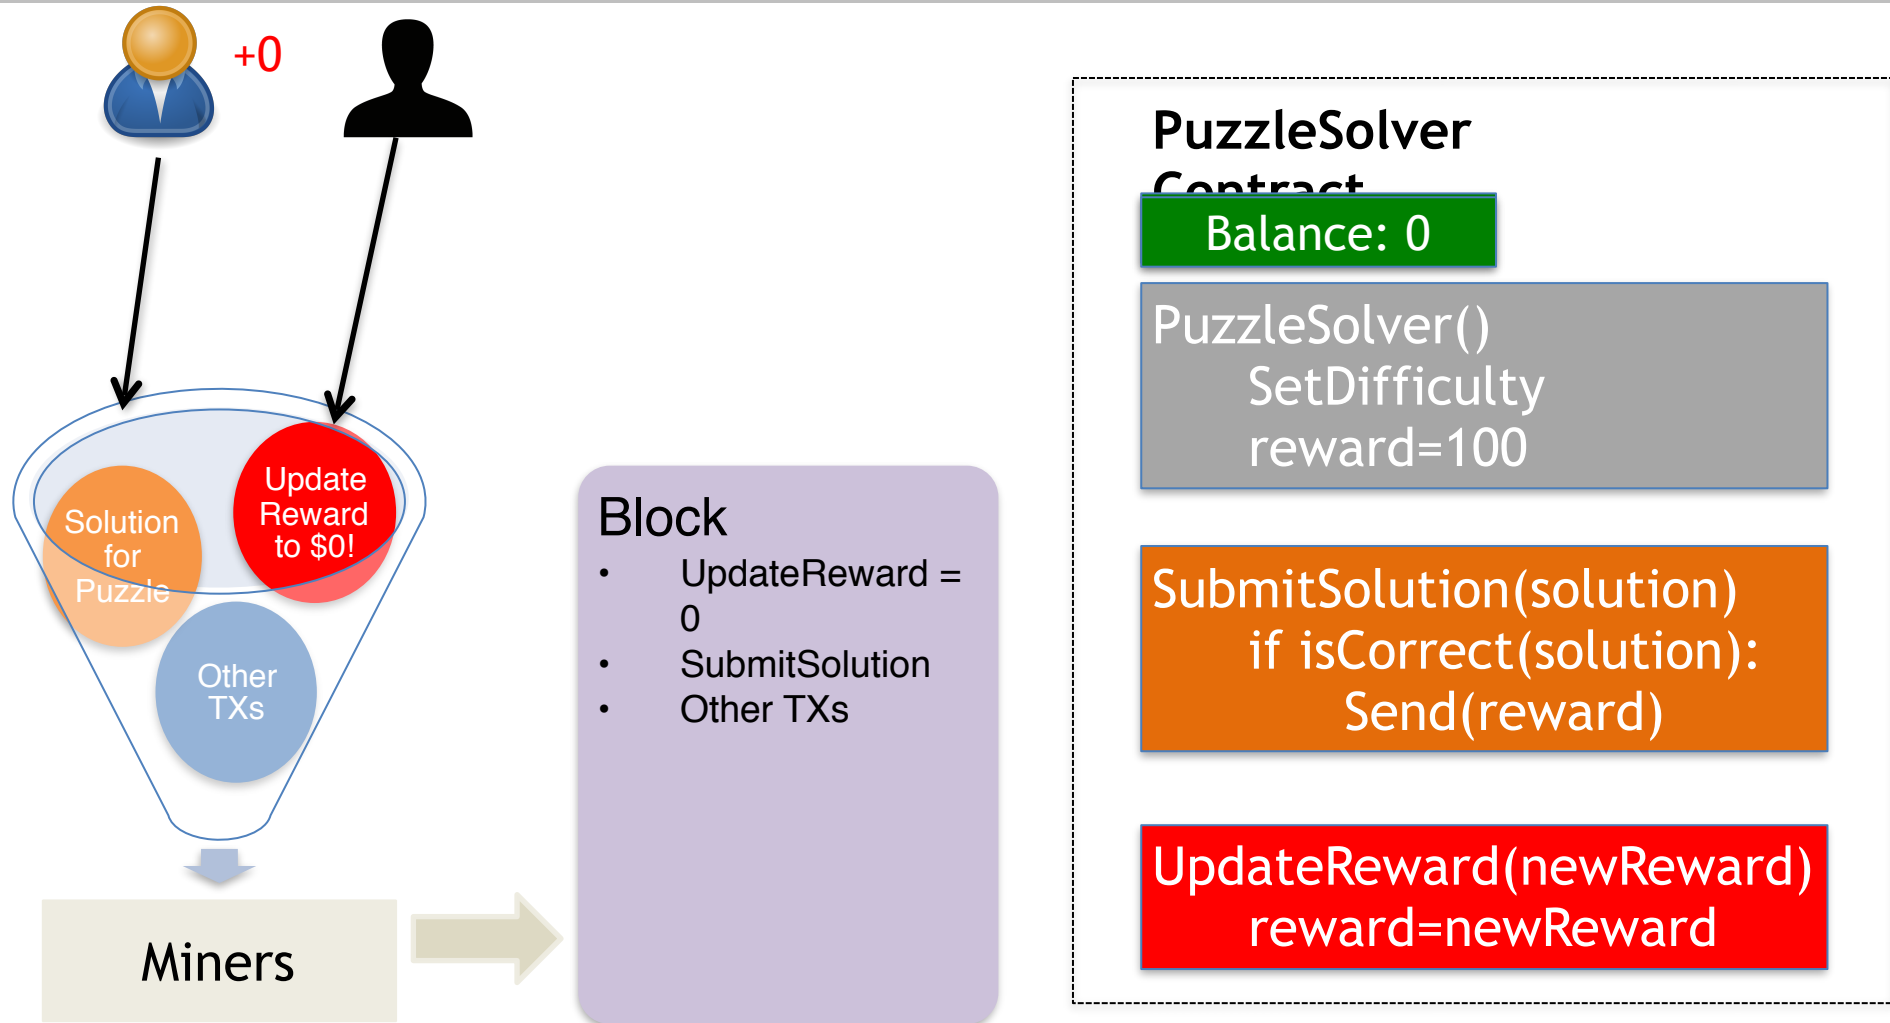 +0
Solution
for
Puzzle
Update
Reward
to $0!
Other
TXs
Miners
Block
• UpdateReward =
0
• SubmitSolution
• Other TXs
PuzzleSolver
Contract
Balance: 0
PuzzleSolver()
SetDifficulty
reward=100
SubmitSolution(solution)
if isCorrect(solution):
Send(reward)
UpdateReward(newReward)
reward=newReward